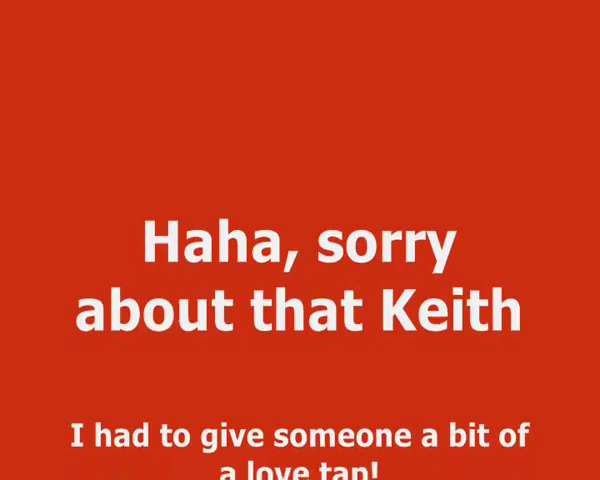 Haha, sorry
about that Keith
I had to give someone a bit of
a love tap!